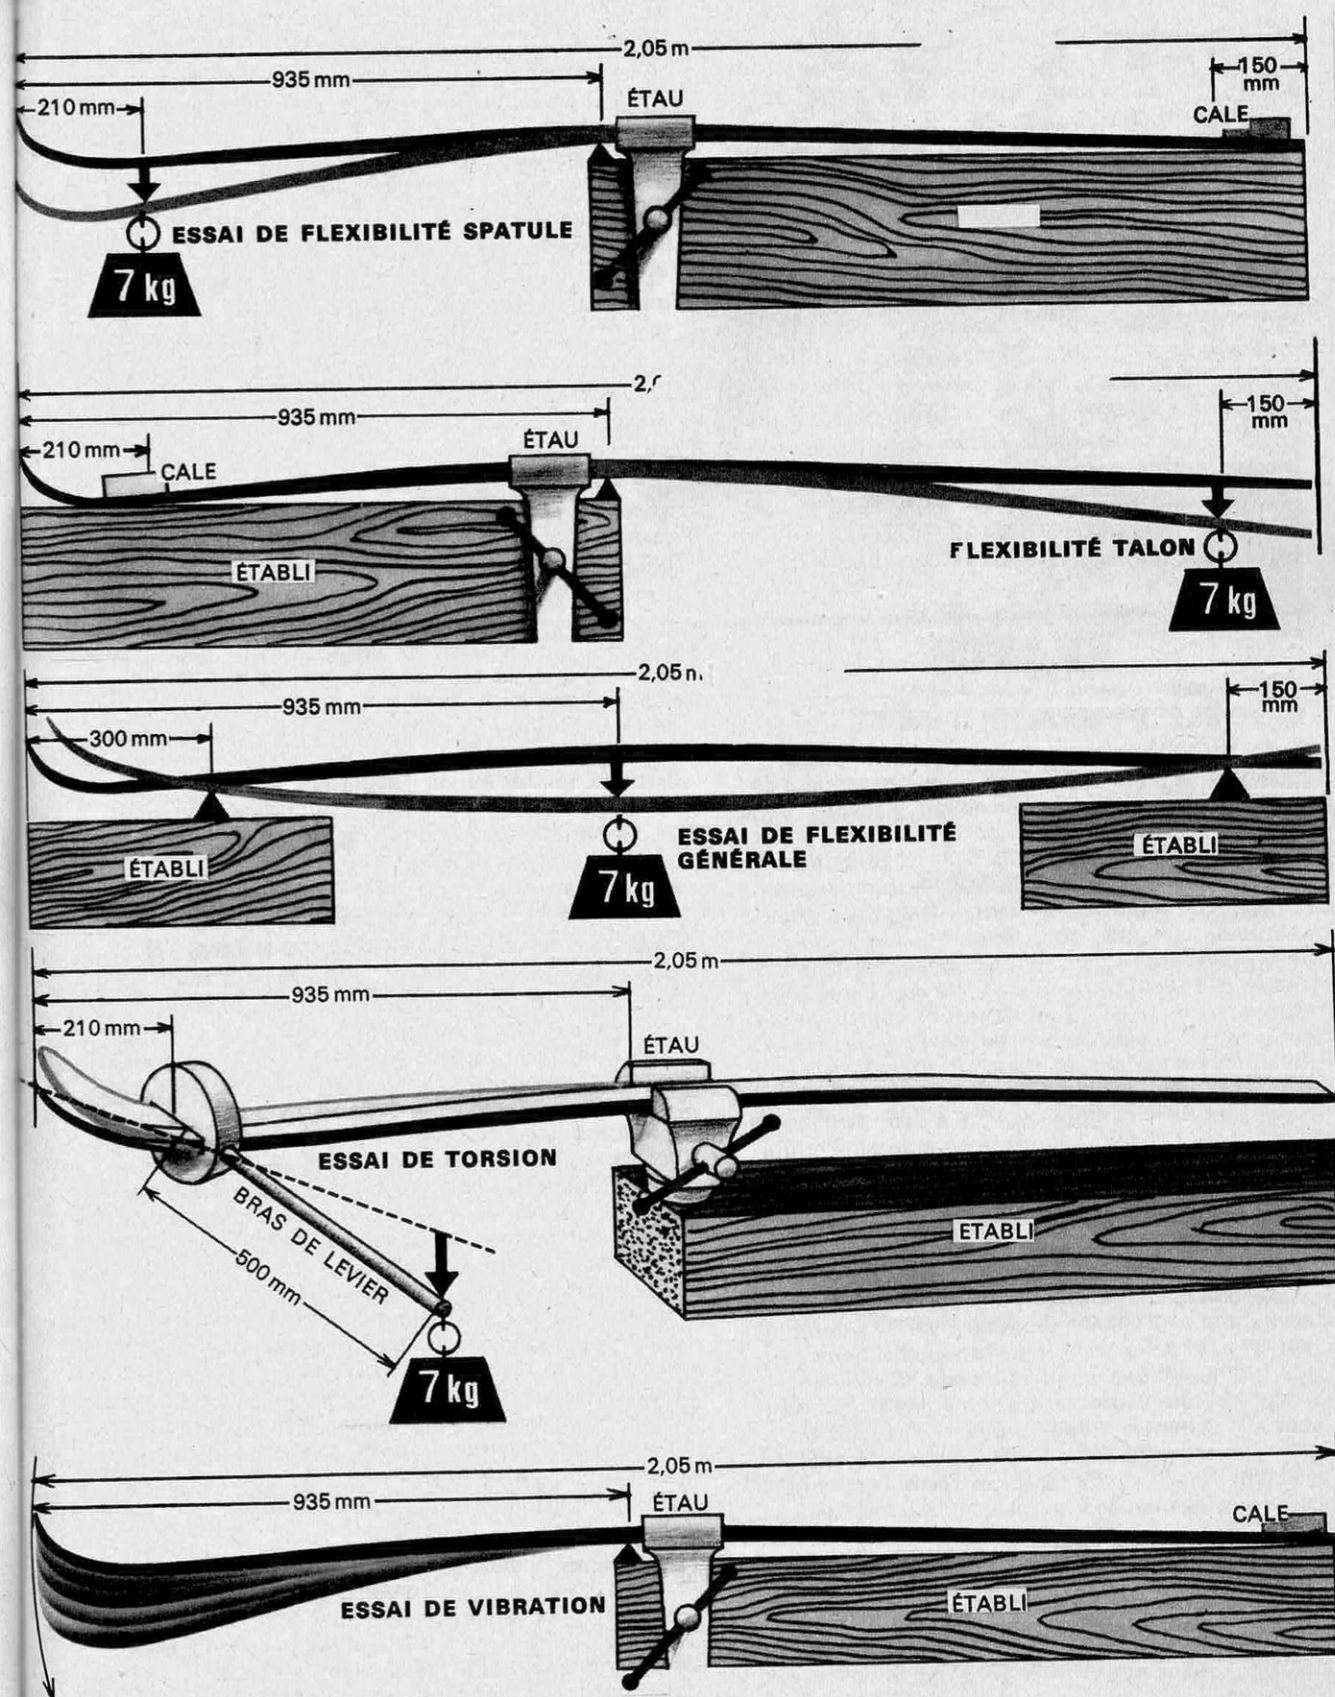 2,05 m
935 mm
150
mm
210 mm
ÉTAU
CALE
ESSAI DE FLEXIBILITÉ SPATULE
7 kg
2,
935 mm
150
mm
210 mm
CALE
ÉTAU
ÉTABLI
FLEXIBILITÉ TALON
7 kg
2,05
935 mm
150
mm
300 mm
ESSAI DE FLEXIBILITÉ
GÉNÉRALE
ÉTABLI
ÉTABLI
7 kg
2,05 m
935 mm
210 mm
ÉTAU
ESSAI DE TORSION
BRAS DE LEVIER
500 mm
ETABLI
7 kg
2,05 m
935 mm
ÉTAU
CALE
ESSAI DE VIBRATION
ÉTABLI